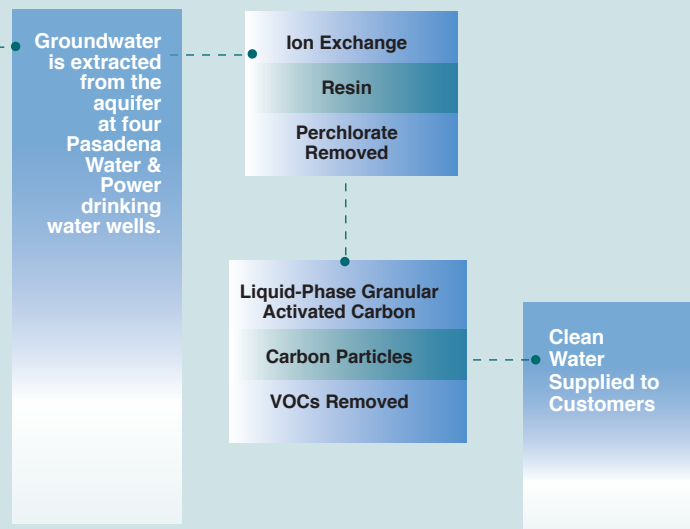 Groundwater
is extracted
from the
aquifer
at four
Pasadena
Water &
Power
drinking
water wells.
Ion Exchange
Resin
Perchlorate
Removed
Liquid-Phase Granular
Activated Carbon
Carbon Particles
VOCs Removed
Clean
Water
Supplied to
Customers